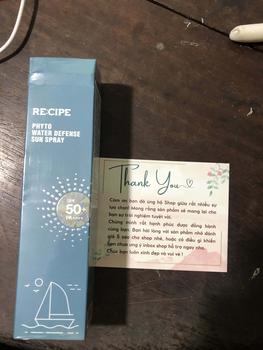 RE:CIPE
PHYTO
WATER DEFENSE
SUN SPRAY
SPF
50+
PA++++
Thank You
Cảm ơn bạn đã ủng hộ Shop giữa rất nhiều sự
lựa chọn! Mong rằng sản phẩm sẽ mang lại cho
bạn sự trải nghiệm tuyệt vời.
Chúng mình rất hạnh phúc được đồng hành
cùng bạn. Bạn hài lòng với sản phẩm nhớ đánh
giá 5 sao cho shop nhé, hoặc có điều gì khiến
bạn chưa ưng ý inbox shop hỗ trợ ngay nha.
Chúc bạn luôn xinh đẹp và vui vẻ !